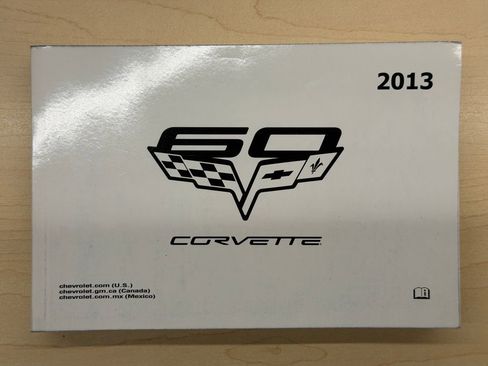 2013
60
CORVETTE
chevrolet.com (U.S.)
chevrolet.gm.ca (Canada)
chevrolet.com.mx (Mexico)